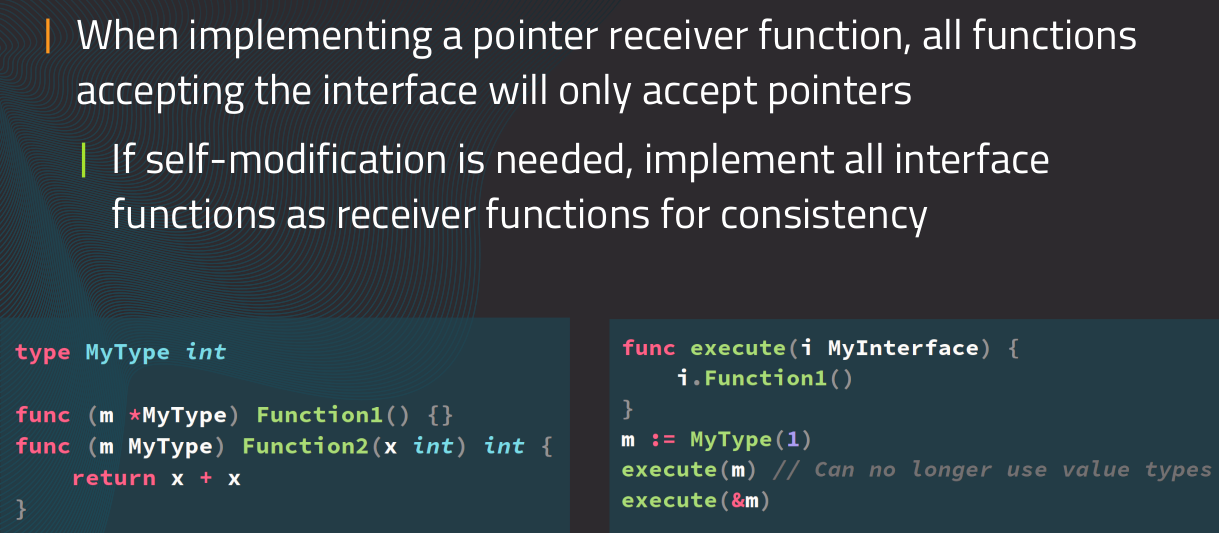 When implementing a pointer receiver function, all functions
accepting the interface will only accept pointers
If self-modification is needed, implement all interface
functions as receiver functions for consistency
type MyType int
func (m *MyType) Function1() {}
func (m MyType) Function2(x int) int {
    return x + x
}
func execute(i MyInterface) {
    i.Function1()
}
m := MyType(1)
execute(m) // Can no longer use value types
execute(&m)